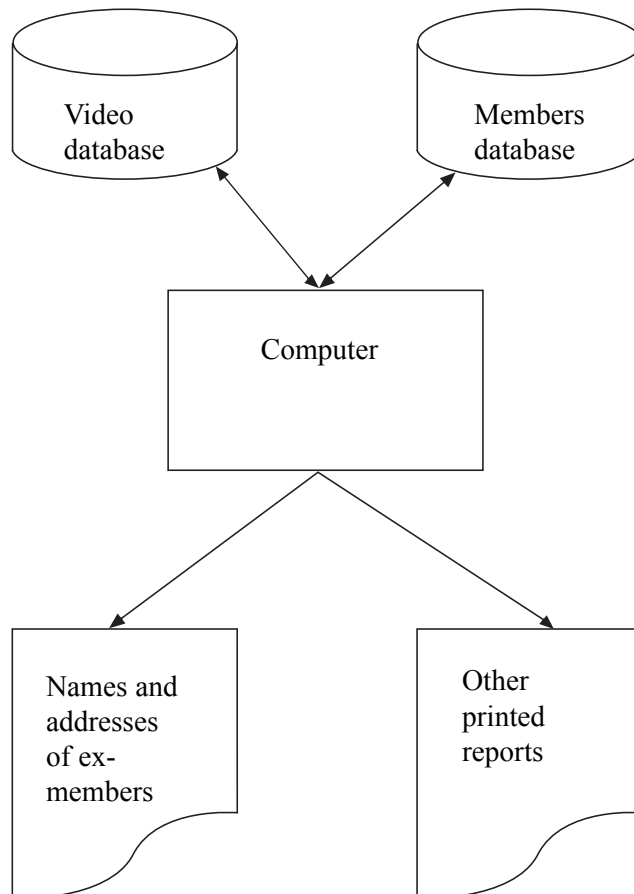 Video
database
Members
database
Computer
Names and
addresses
of ex-
members
Other
printed
reports